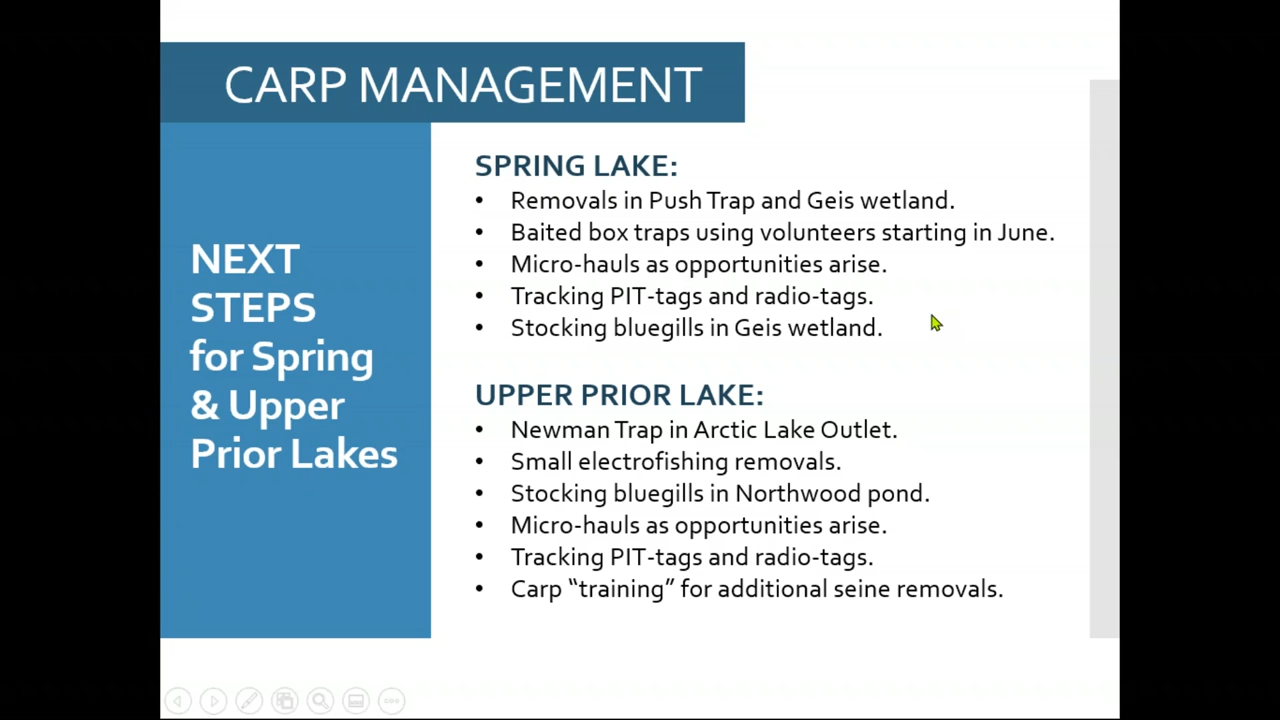 CARP MANAGEMENT
NEXT
STEPS
for Spring
& Upper
Prior Lakes
SPRING LAKE:
• Removals in Push Trap and Geis wetland.
• Baited box traps using volunteers starting in June.
• Micro-hauls as opportunities arise.
• Tracking PIT-tags and radio-tags.
• Stocking bluegills in Geis wetland.
UPPER PRIOR LAKE:
• Newman Trap in Arctic Lake Outlet.
• Small electrofishing removals.
• Stocking bluegills in Northwood pond.
• Micro-hauls as opportunities arise.
• Tracking PIT-tags and radio-tags.
• Carp “training” for additional seine removals.